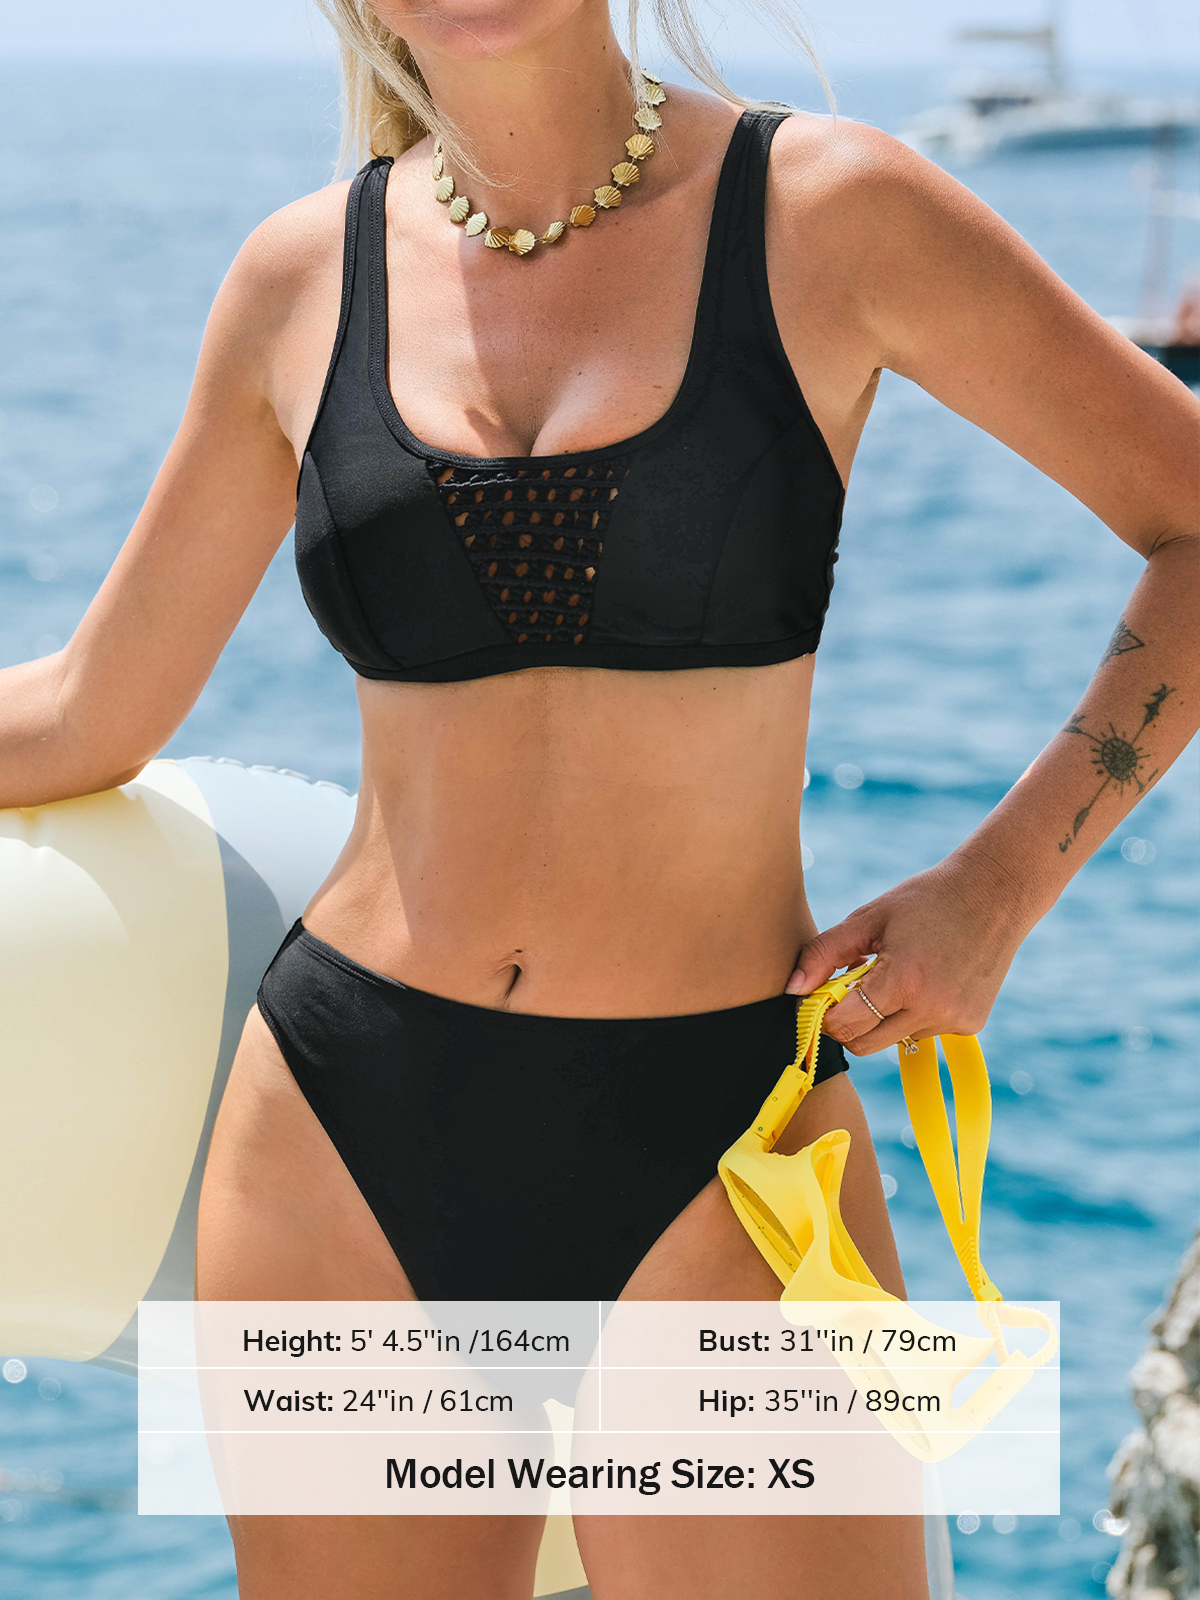 Height: 5' 4.5''in /164cm
Bust: 31''in / 79cm
Waist: 24''in / 61cm
Hip: 35''in / 89cm
Model Wearing Size: XS